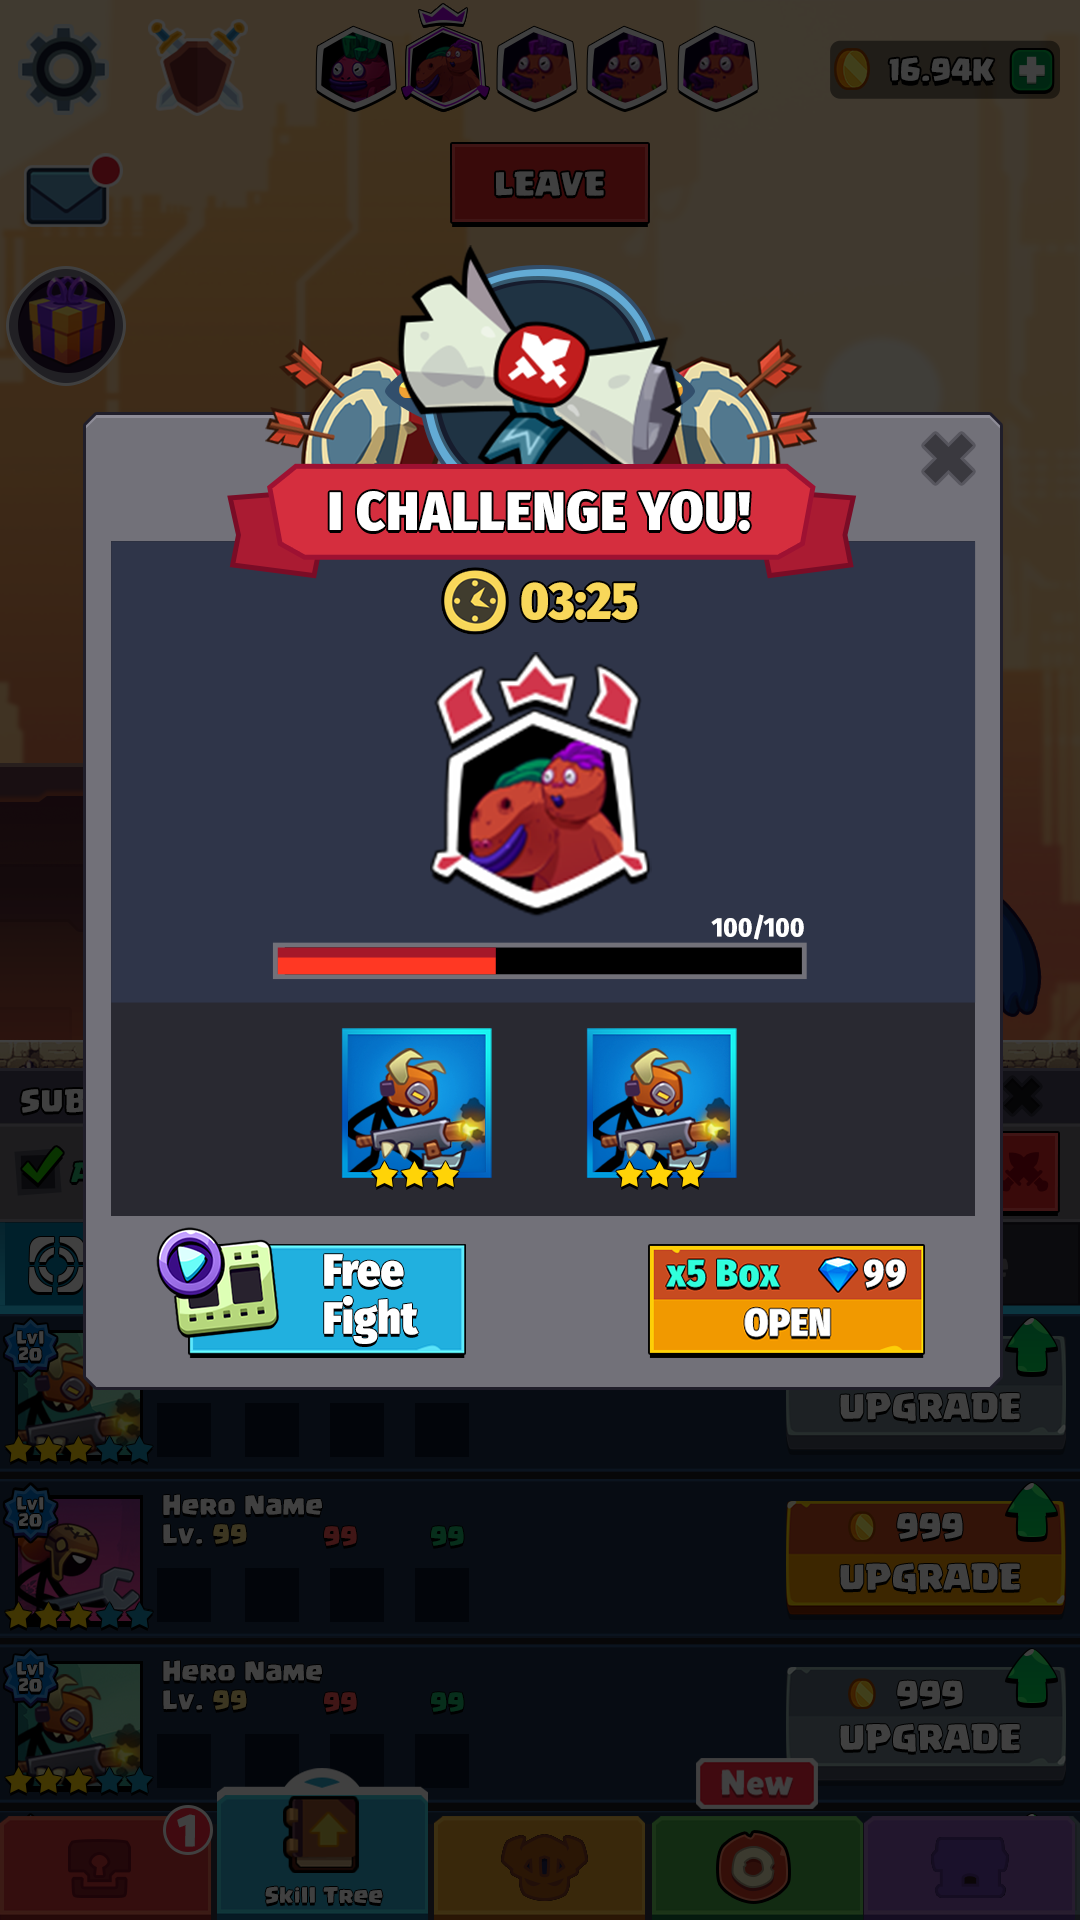 16.94K
LEAVE
I CHALLENGE YOU!
03:25
100/100
SUB
Free
Fight
x5 Box 99
OPEN
Lvl
20
UPGRADE
Lvl
20
Hero Name
Lv. 99 99 99
999
UPGRADE
Lvl
20
Hero Name
Lv. 99 99 99
999
UPGRADE
New
1
Skill Tree